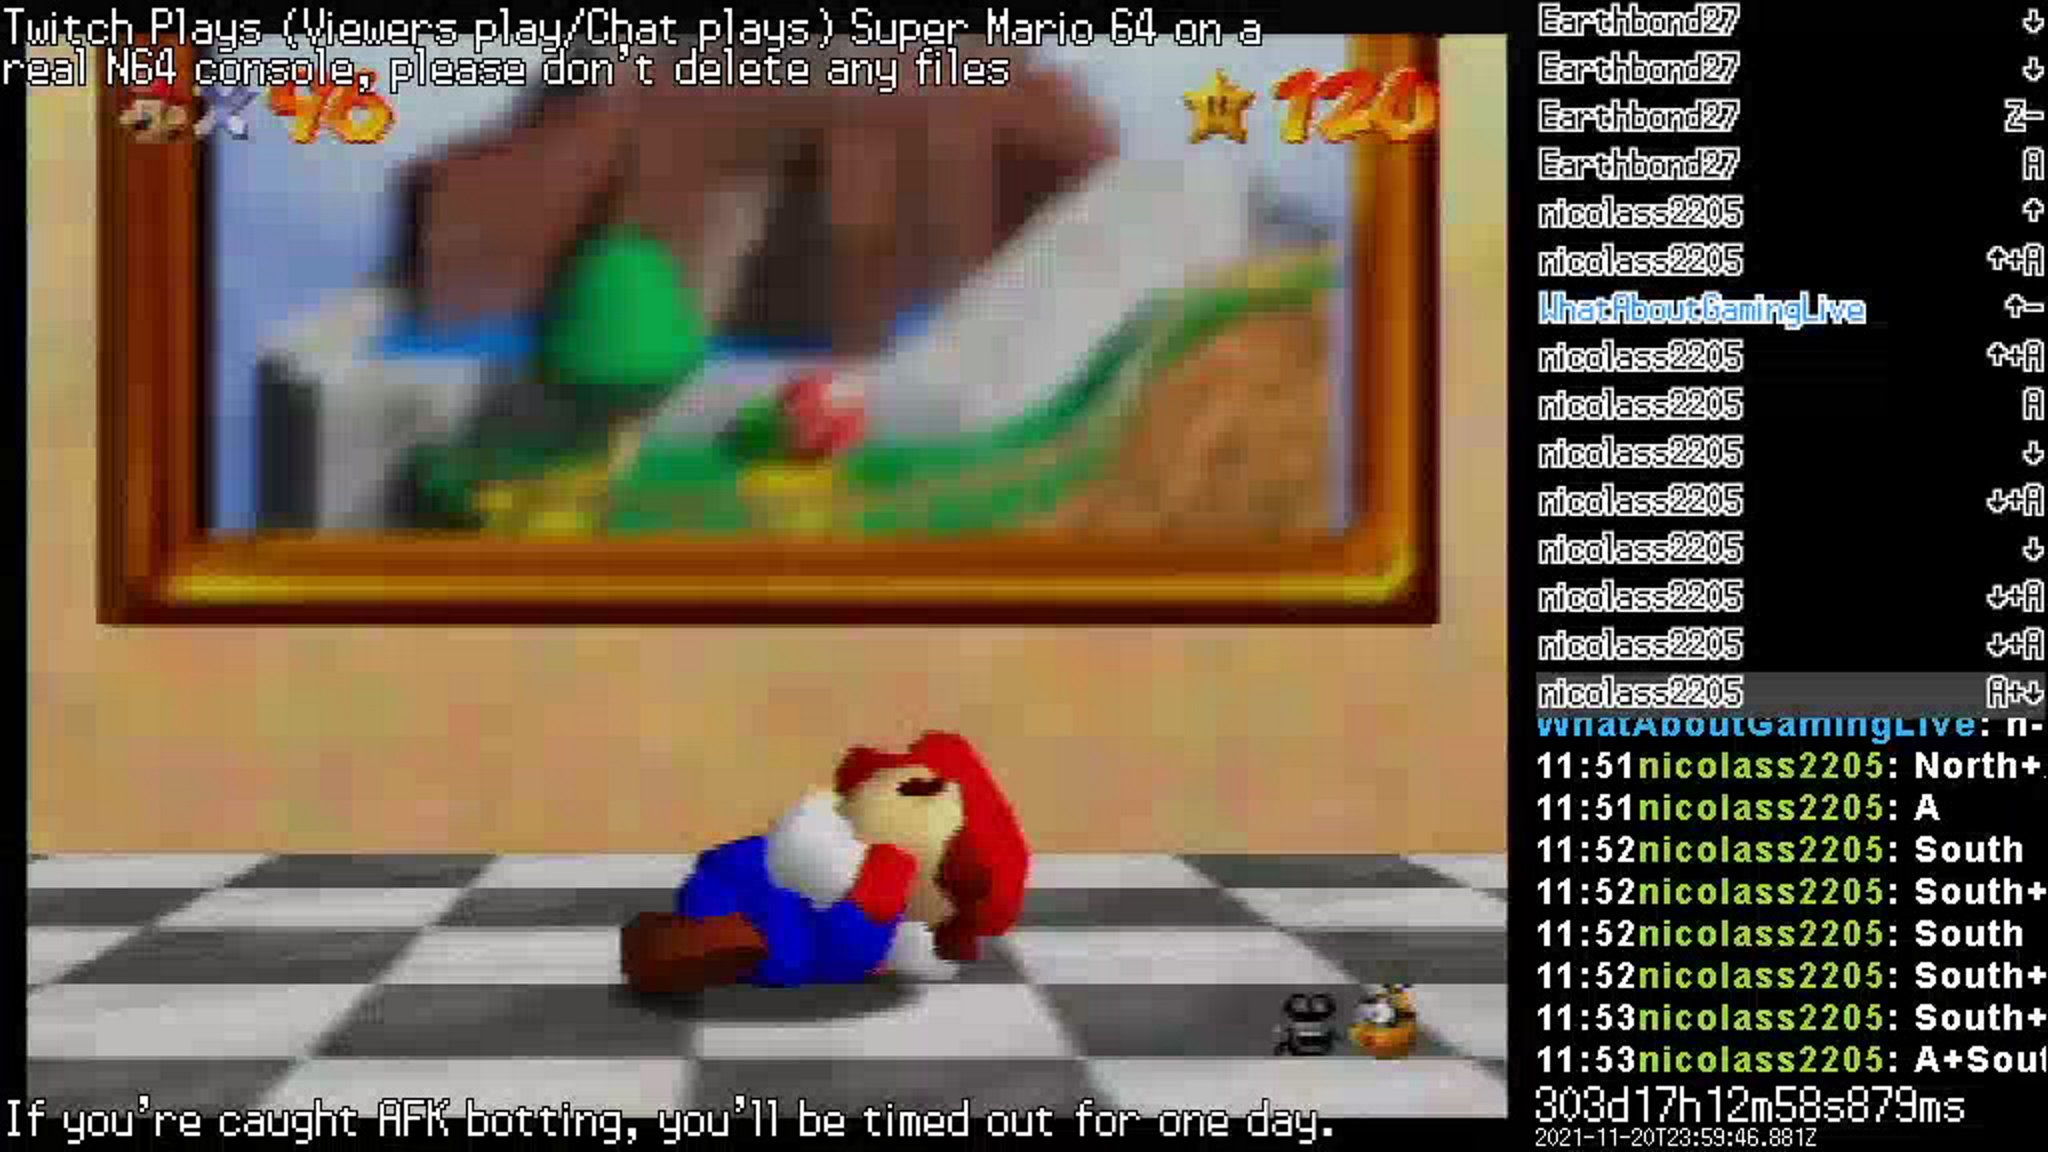 Twitch Plays (Viewers play/Chat plays) Super Mario 64 on a
real N64 console, please don't delete any files
96
120
Earthbond27 ↓
Earthbond27 ↓
Earthbond27 Z-
Earthbond27 A
nicolass2205 ↑
nicolass2205 ↑+A
WhatAboutGamingLive ↑-
nicolass2205 ↑+A
nicolass2205 A
nicolass2205 ↓
nicolass2205 ↓+A
nicolass2205 ↓
nicolass2205 ↓+A
nicolass2205 ↓+A
nicolass2205 A+↓
WhatAboutGamingLive: n-
11:51nicolass2205: North+
11:51nicolass2205: A
11:52nicolass2205: South
11:52nicolass2205: South+
11:52nicolass2205: South
11:52nicolass2205: South+
11:53nicolass2205: South+
11:53nicolass2205: A+Sout
If you're caught AFK botting, you'll be timed out for one day.
303d17h12m58s879ms
2021-11-20T23:59:46.881Z